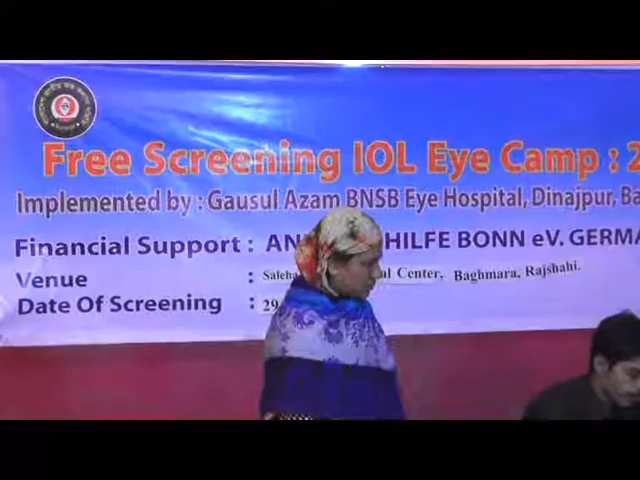 Free Screening IOL Eye Camp : 2
Implemented by : Gausul Azam BNSB Eye Hospital, Dinajpur, Ba
Financial Support : HILFE BONN eV. GERMA
Venue : Center, Baghmara, Rajshahi.
Date Of Screening : 29